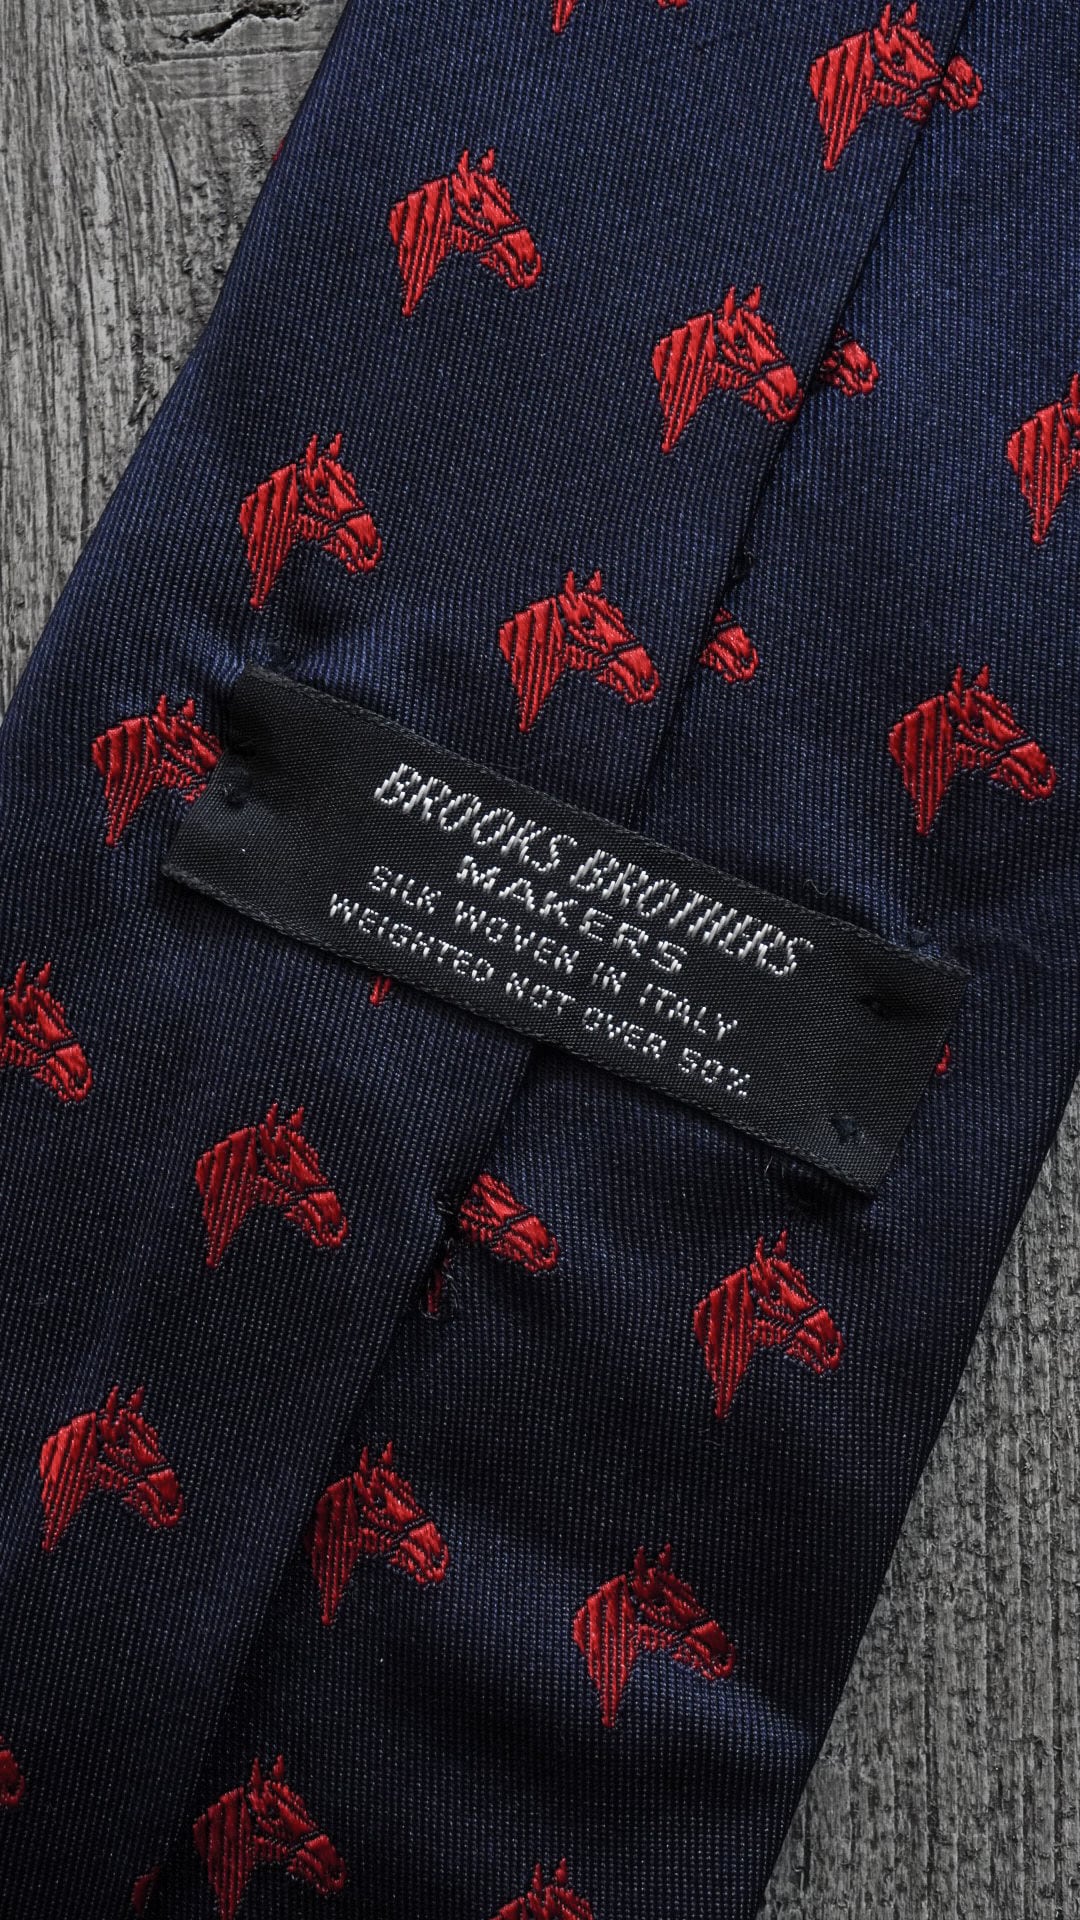 BROOKS BROTHERS
MAKERS
SILK WOVEN IN ITALY
WEIGHTED NOT OVER 50%